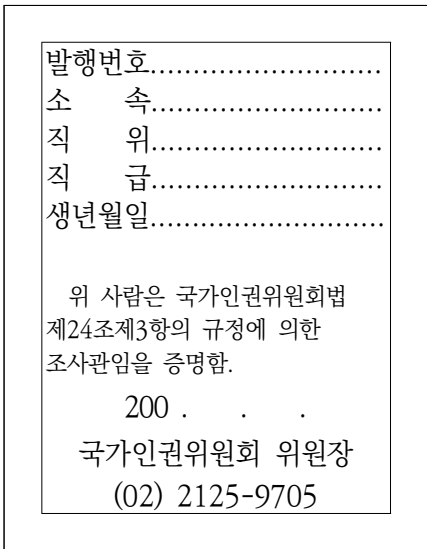 발행번호............................
소 속............................
직 위............................
직 급............................
생년월일............................
위 사람은 국가인권위원회법
제24조제3항의 규정에 의한
조사관임을 증명함.
200 . . .
국가인권위원회 위원장
(02) 2125-9705